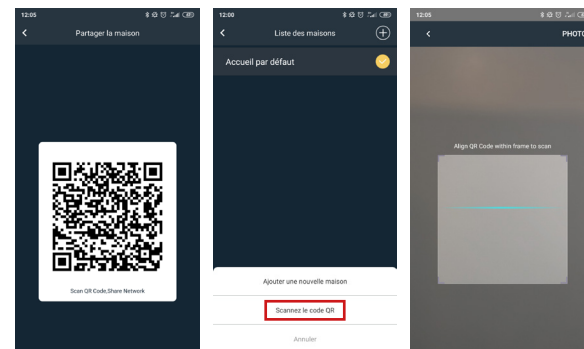 12:05
Partager la maison
Scan QR Code,Share Network
12:00
Liste des maisons
Accueil par défaut
Ajouter une nouvelle maison
Scannez le code QR
Annuler
12:05
PHOTO
Align QR Code within frame to scan